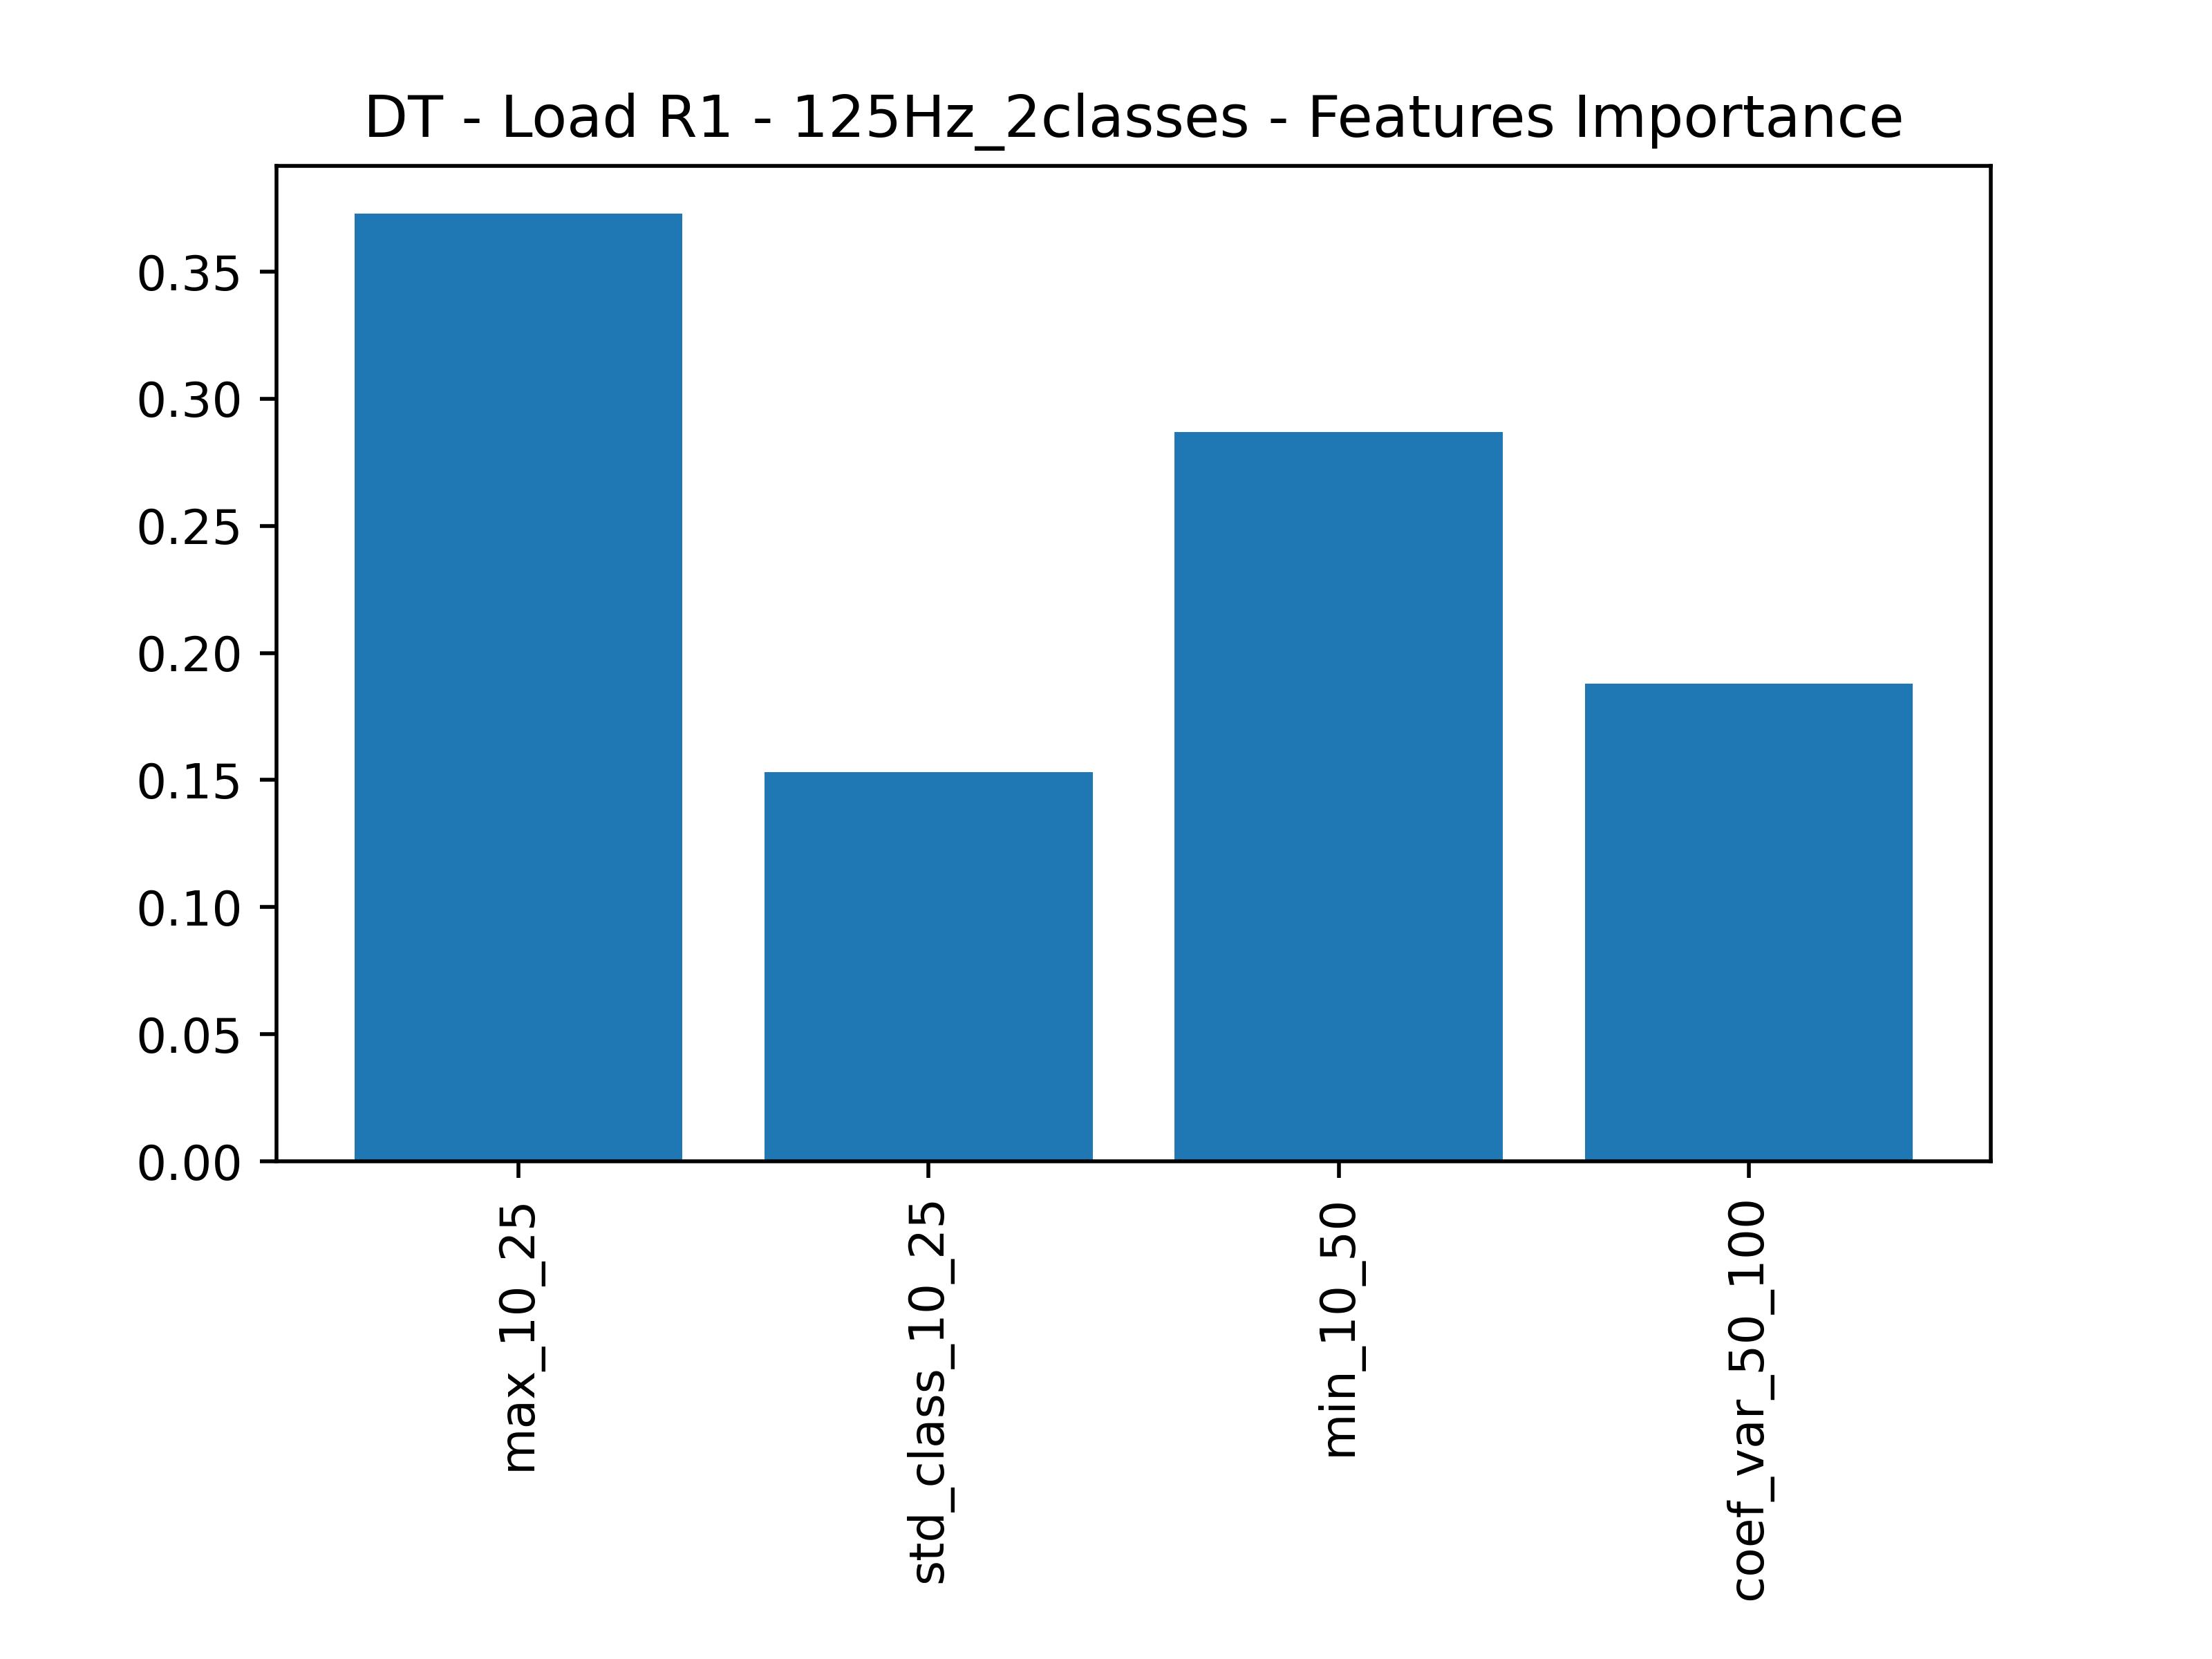 DT - Load R1 - 125Hz_2classes - Features Importance
0.35
0.30
0.25
0.20
0.15
0.10
0.05
0.00
max_10_25
std_class_10_25
min_10_50
coef_var_50_100